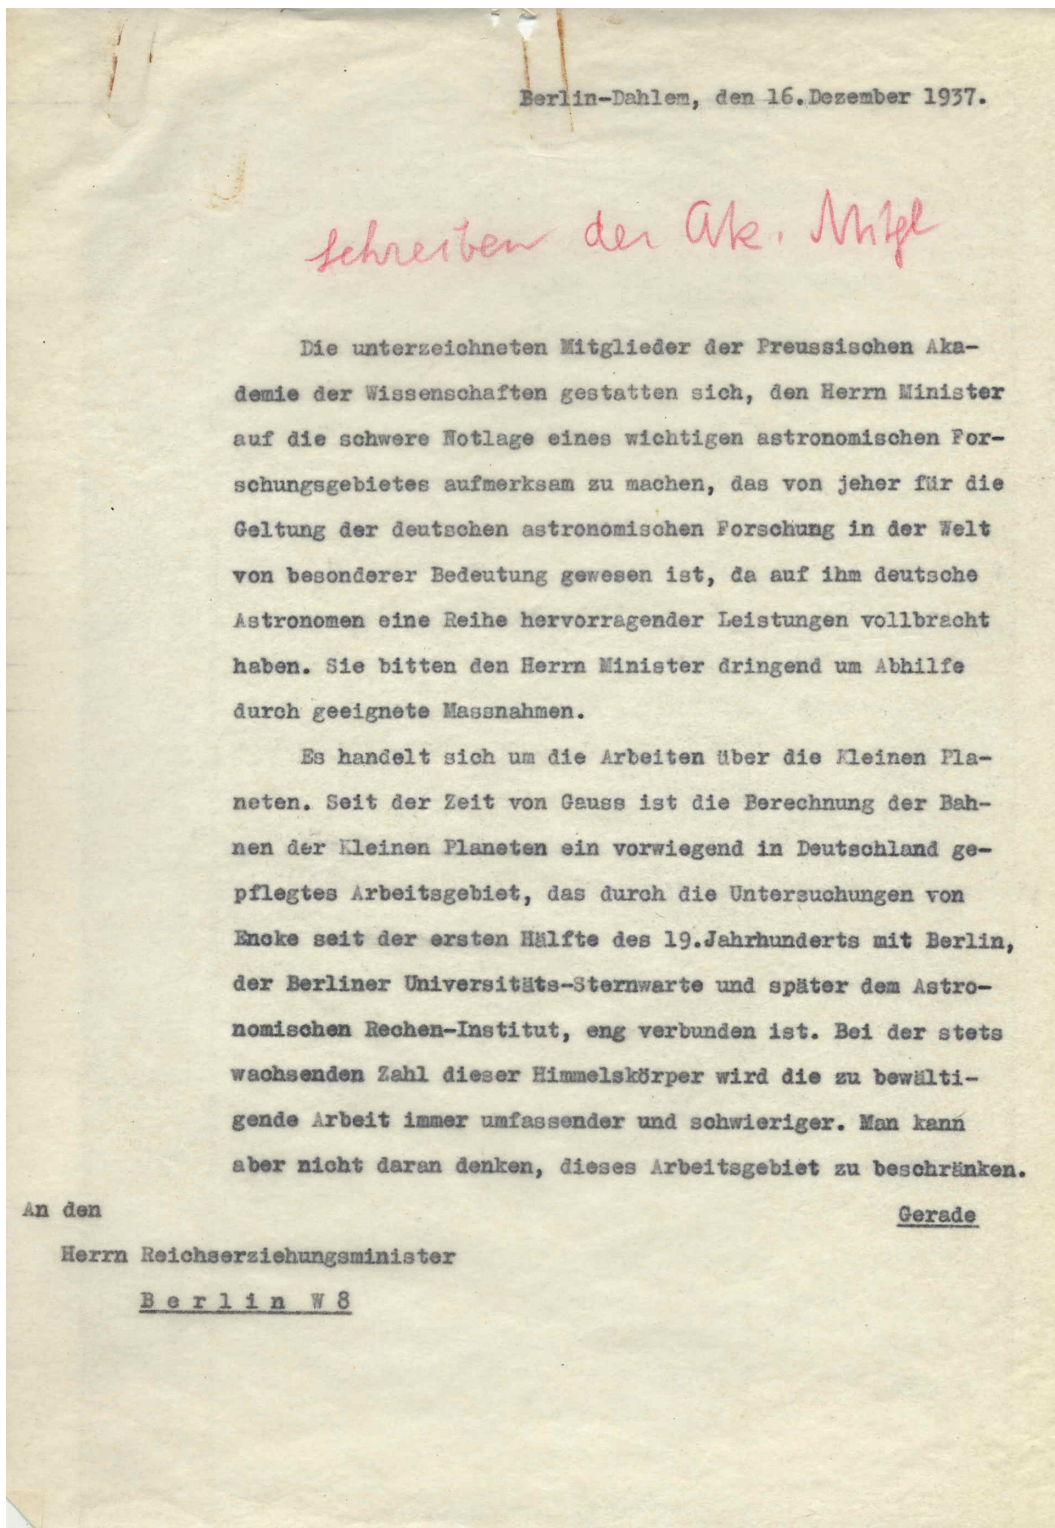 Berlin-Dahlem, den 16.Dezember 1937.
Schreiben der Ak. Mitgl
Die unterzeichneten Mitglieder der Preussischen Aka-
demie der Wissenschaften gestatten sich, den Herrn Minister
auf die schwere Notlage eines wichtigen astronomischen For-
schungsgebietes aufmerksam zu machen, das von jeher für die
Geltung der deutschen astronomischen Forschung in der Welt
von besonderer Bedeutung gewesen ist, da auf ihm deutsche
Astronomen eine Reihe hervorragender Leistungen vollbracht
haben. Sie bitten den Herrn Minister dringend um Abhilfe
durch geeignete Massnahmen.
Es handelt sich um die Arbeiten über die Kleinen Pla-
neten. Seit der Zeit von Gauss ist die Berechnung der Bah-
nen der Kleinen Planeten ein vorwiegend in Deutschland ge-
pflegtes Arbeitsgebiet, das durch die Untersuchungen von
Encke seit der ersten Hälfte des 19.Jahrhunderts mit Berlin,
der Berliner Universitäts-Sternwarte und später dem Astro-
nomischen Rechen-Institut, eng verbunden ist. Bei der stets
wachsenden Zahl dieser Himmelskörper wird die zu bewälti-
gende Arbeit immer umfassender und schwieriger. Man kann
aber nicht daran denken, dieses Arbeitsgebiet zu beschränken.
Gerade
An den
Herrn Reichserziehungsminister
Berlin W 8